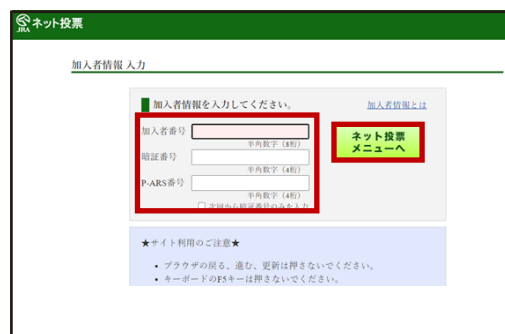 JRA ネット投票
加入者情報 入力
加入者情報を入力してください。
加入者情報とは
加入者番号
半角数字（8桁）
暗証番号
半角数字（4桁）
P-ARS番号
半角数字（4桁）
次回から暗証番号のみを入力
ネット投票
メニューへ
★サイト利用のご注意★
• ブラウザの戻る、進む、更新は押さないでください。
• キーボードのF5キーは押さないでください。